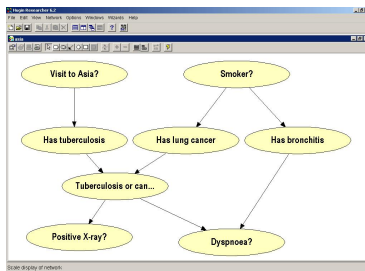 Hugin Researcher 6.2
File Edit View Network Options Windows Wizards Help
asia
Visit to Asia?
Smoker?
Has tuberculosis
Has lung cancer
Has bronchitis
Tuberculosis or can...
Positive X-ray?
Dyspnoea?
Scale display of network